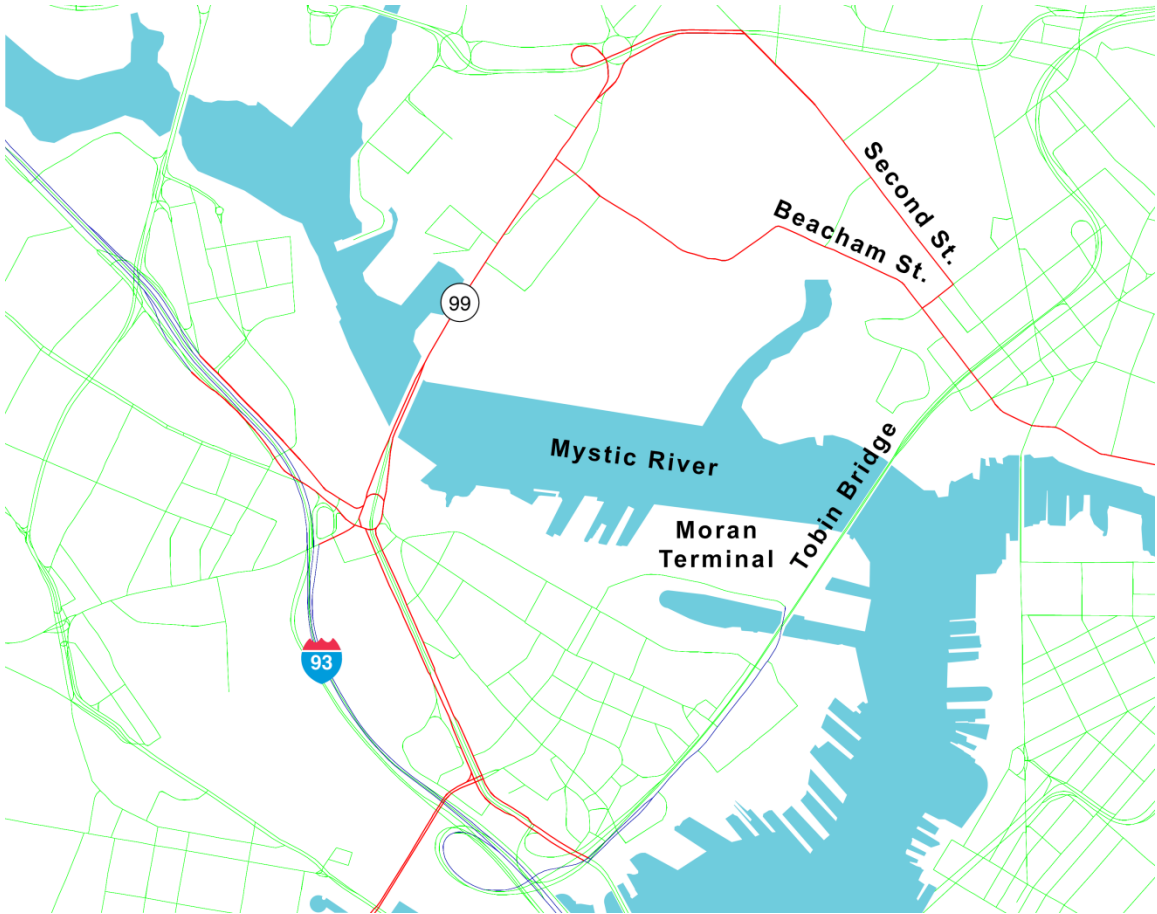 Second St.
Beacham St.
99
Mystic River
Tobin Bridge
Moran
Terminal
93